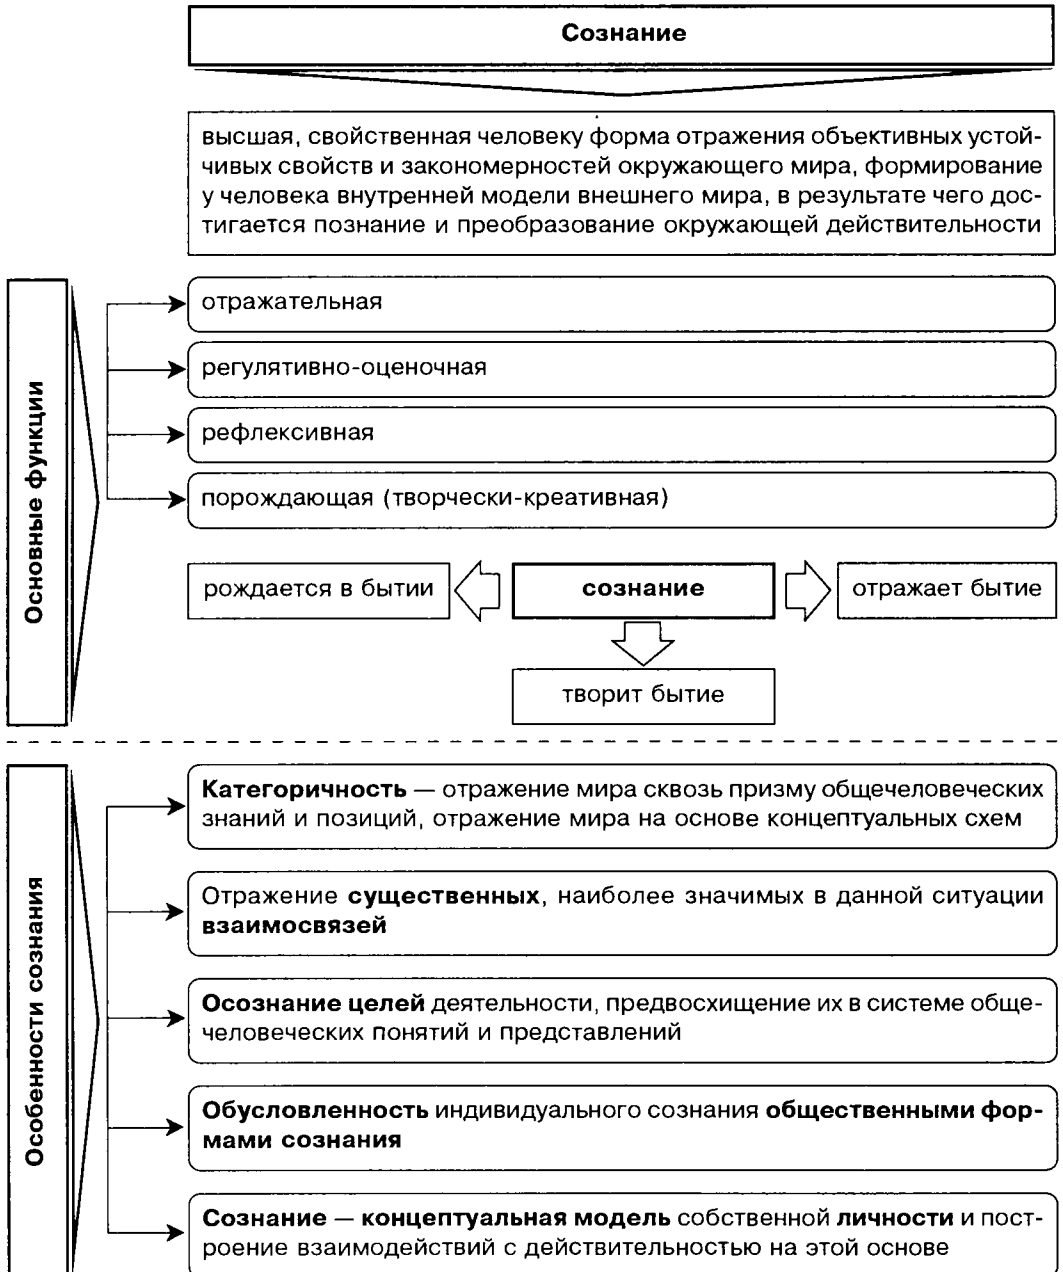 Сознание
высшая, свойственная человеку форма отражения объективных устой-
чивых свойств и закономерностей окружающего мира, формирование
у человека внутренней модели внешнего мира, в результате чего дос-
тигается познание и преобразование окружающей действительности
Основные функции
отражательная
регулятивно-оценочная
рефлексивная
порождающая (творчески-креативная)
рождается в бытии
сознание
отражает бытие
творит бытие
Особенности сознания
Категоричность — отражение мира сквозь призму общечеловеческих
знаний и позиций, отражение мира на основе концептуальных схем
Отражение существенных, наиболее значимых в данной ситуации
взаимосвязей
Осознание целей деятельности, предвосхищение их в системе обще-
человеческих понятий и представлений
Обусловленность индивидуального сознания общественными фор-
мами сознания
Сознание — концептуальная модель собственной личности и пост-
роение взаимодействий с действительностью на этой основе